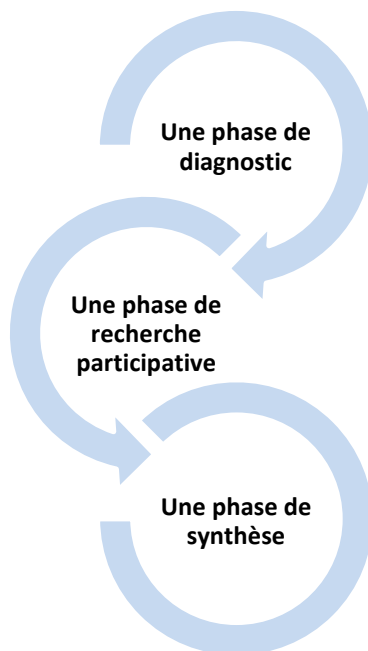 Une phase de
diagnostic
Une phase de
recherche
participative
Une phase de
synthèse